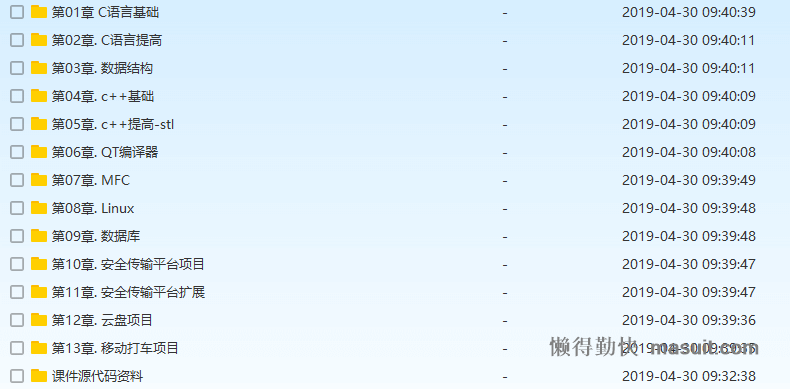 第01章 C语言基础 - 2019-04-30 09:40:39
第02章. C语言提高 - 2019-04-30 09:40:11
第03章. 数据结构 - 2019-04-30 09:40:11
第04章. c++基础 - 2019-04-30 09:40:09
第05章. c++提高-stl - 2019-04-30 09:40:09
第06章. QT编译器 - 2019-04-30 09:40:08
第07章. MFC - 2019-04-30 09:39:49
第08章. Linux - 2019-04-30 09:39:48
第09章. 数据库 - 2019-04-30 09:39:48
第10章. 安全传输平台项目 - 2019-04-30 09:39:47
第11章. 安全传输平台扩展 - 2019-04-30 09:39:47
第12章. 云盘项目 - 2019-04-30 09:39:36
第13章. 移动打车项目 - 2019-04-30
懒得勤快 masuit.com
课件源代码资料 - 2019-04-30 09:32:38